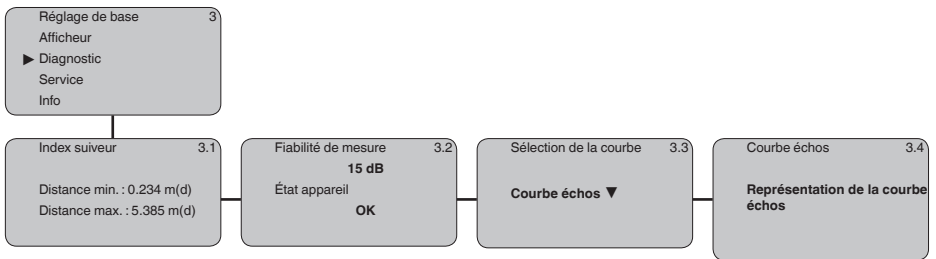 Réglage de base 3
Afficheur
▶ Diagnostic
Service
Info
Index suiveur 3.1
Distance min. : 0.234 m(d)
Distance max. : 5.385 m(d)
Fiabilité de mesure 3.2
15 dB
État appareil
OK
Sélection de la courbe 3.3
Courbe échos ▼
Courbe échos 3.4
Représentation de la courbe
échos